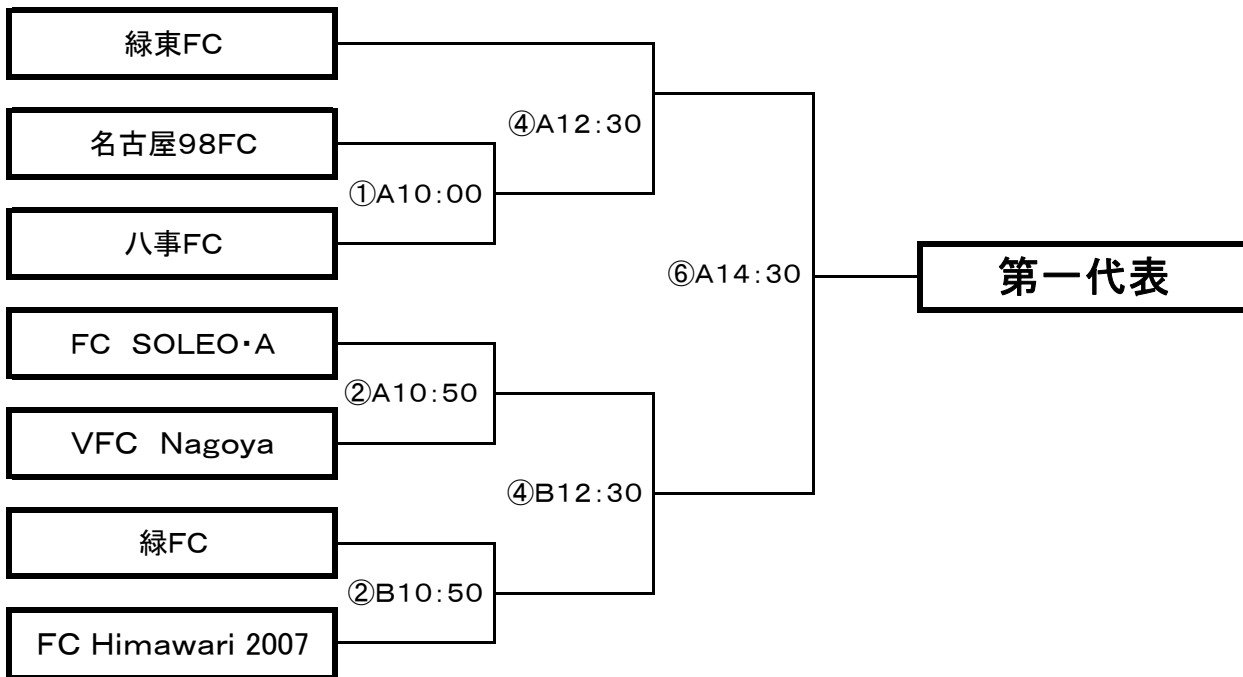 緑東FC
名古屋98FC
八事FC
FC　SOLEO・A
VFC　Nagoya
緑FC
FC Himawari 2007
①A10:00
②A10:50
②B10:50
④A12:30
④B12:30
⑥A14:30
第一代表